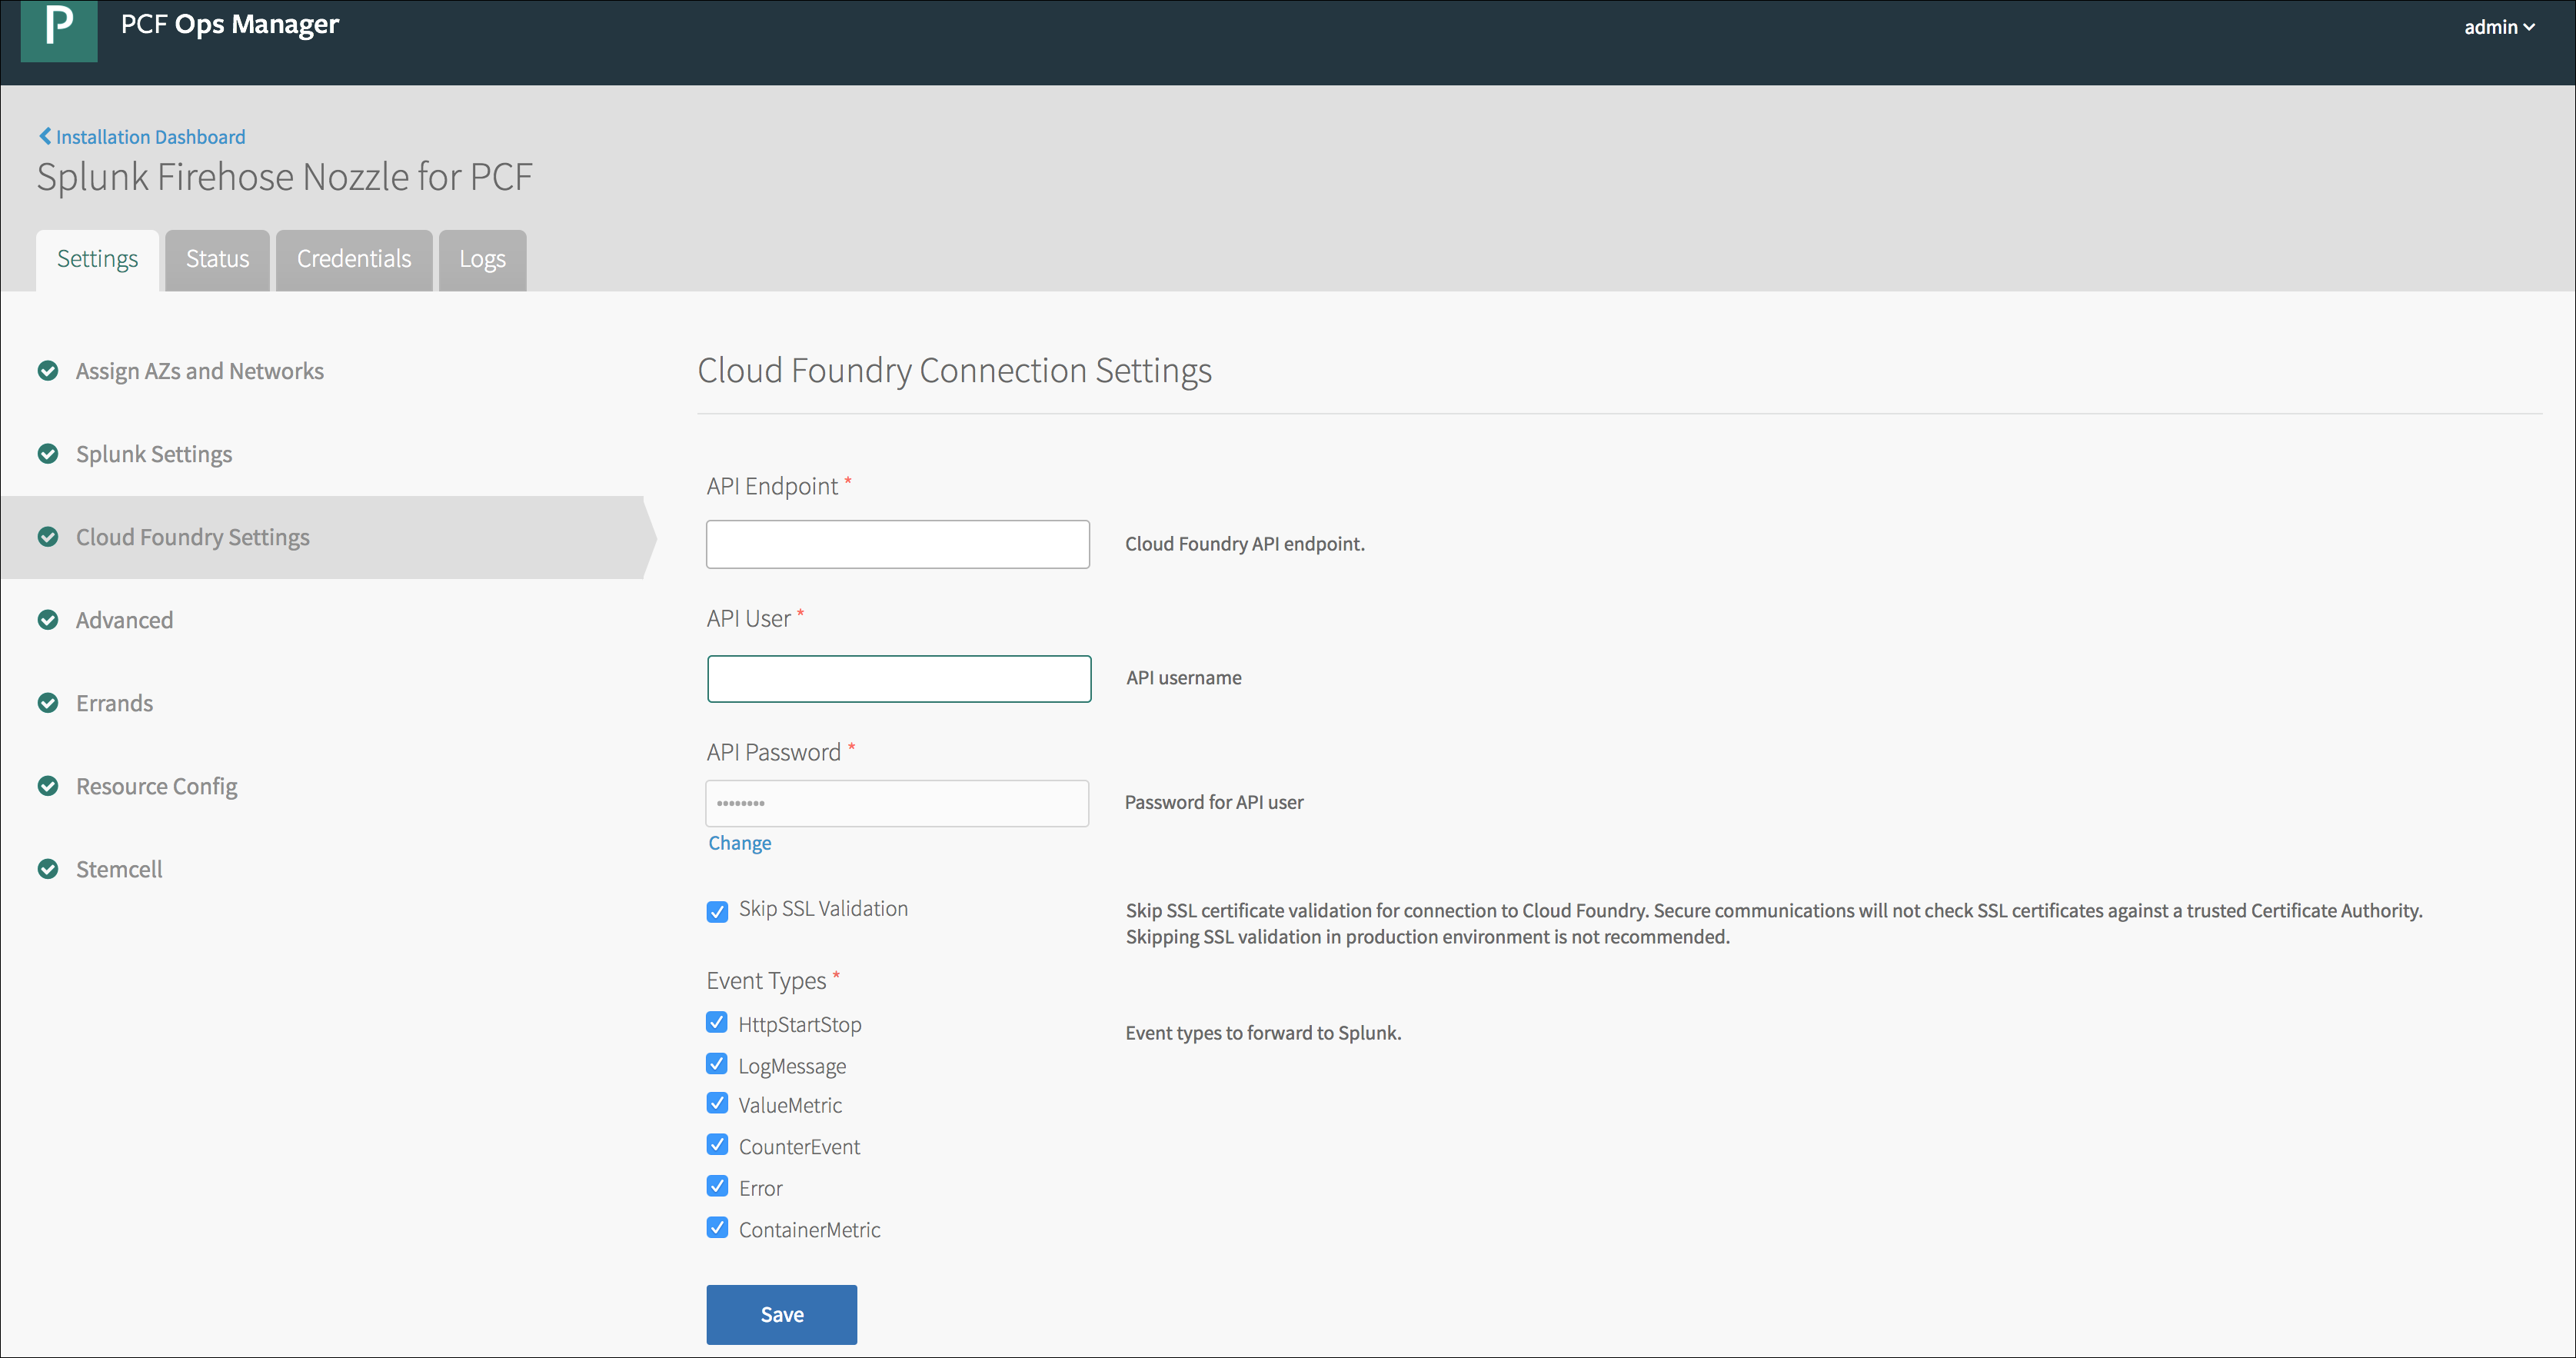 P
PCF Ops Manager
admin
Installation Dashboard
Splunk Firehose Nozzle for PCF
Settings
Status
Credentials
Logs
Assign AZs and Networks
Splunk Settings
Cloud Foundry Settings
Advanced
Errands
Resource Config
Stemcell
Cloud Foundry Connection Settings
API Endpoint *
Cloud Foundry API endpoint.
API User *
API username
API Password *
••••••••
Password for API user
Change
Skip SSL Validation
Skip SSL certificate validation for connection to Cloud Foundry. Secure communications will not check SSL certificates against a trusted Certificate Authority.
Skipping SSL validation in production environment is not recommended.
Event Types *
HttpStartStop
Event types to forward to Splunk.
LogMessage
ValueMetric
CounterEvent
Error
ContainerMetric
Save